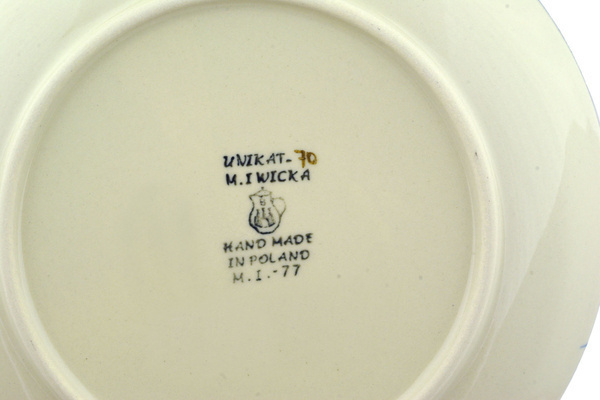 UNIKAT-70
M.IWICKA
HAND MADE
IN POLAND
M.I.-77